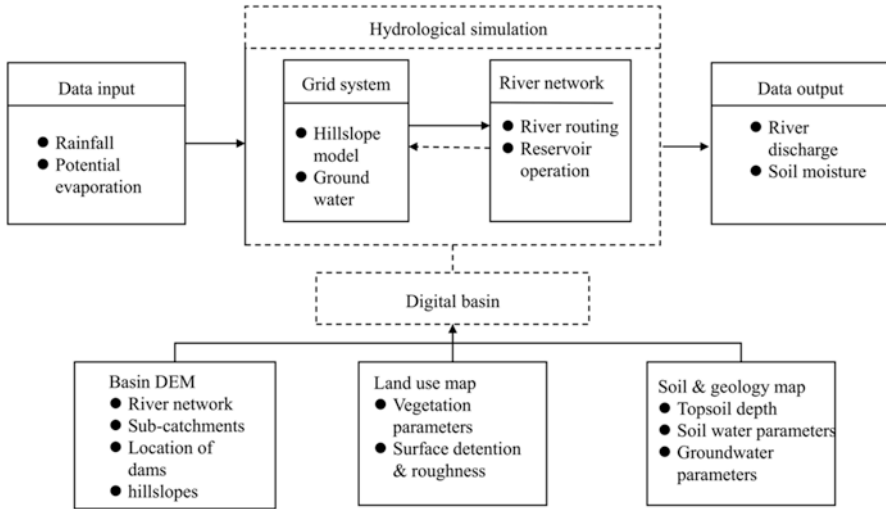 Hydrological simulation
Data input
Rainfall
Potential
evaporation
Grid system
Hillslope
model
Ground
water
River network
River routing
Reservoir
operation
Data output
River
discharge
Soil moisture
Digital basin
Basin DEM
River network
Sub-catchments
Location of
dams
hillslopes
Land use map
Vegetation
parameters
Surface detention
& roughness
Soil & geology map
Topsoil depth
Soil water parameters
Groundwater
parameters